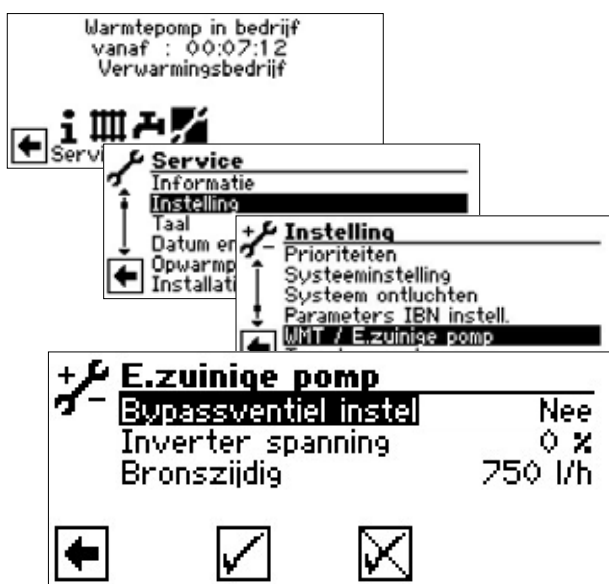 Warmtepomp in bedrijf
vanaf : 00:07:12
Verwarmingsbedrijf
Servi
Service
Informatie
Instelling
Taal
Datum en
Opwarmp
Installati
Instelling
Prioriteiten
Systeeminstelling
Systeem ontluchten
Parameters IBN instell.
WMT / E.zuinige pomp
E.zuinige pomp
Bypassventiel instel Nee
Inverter spanning 0 %
Bronszijdig 750 l/h